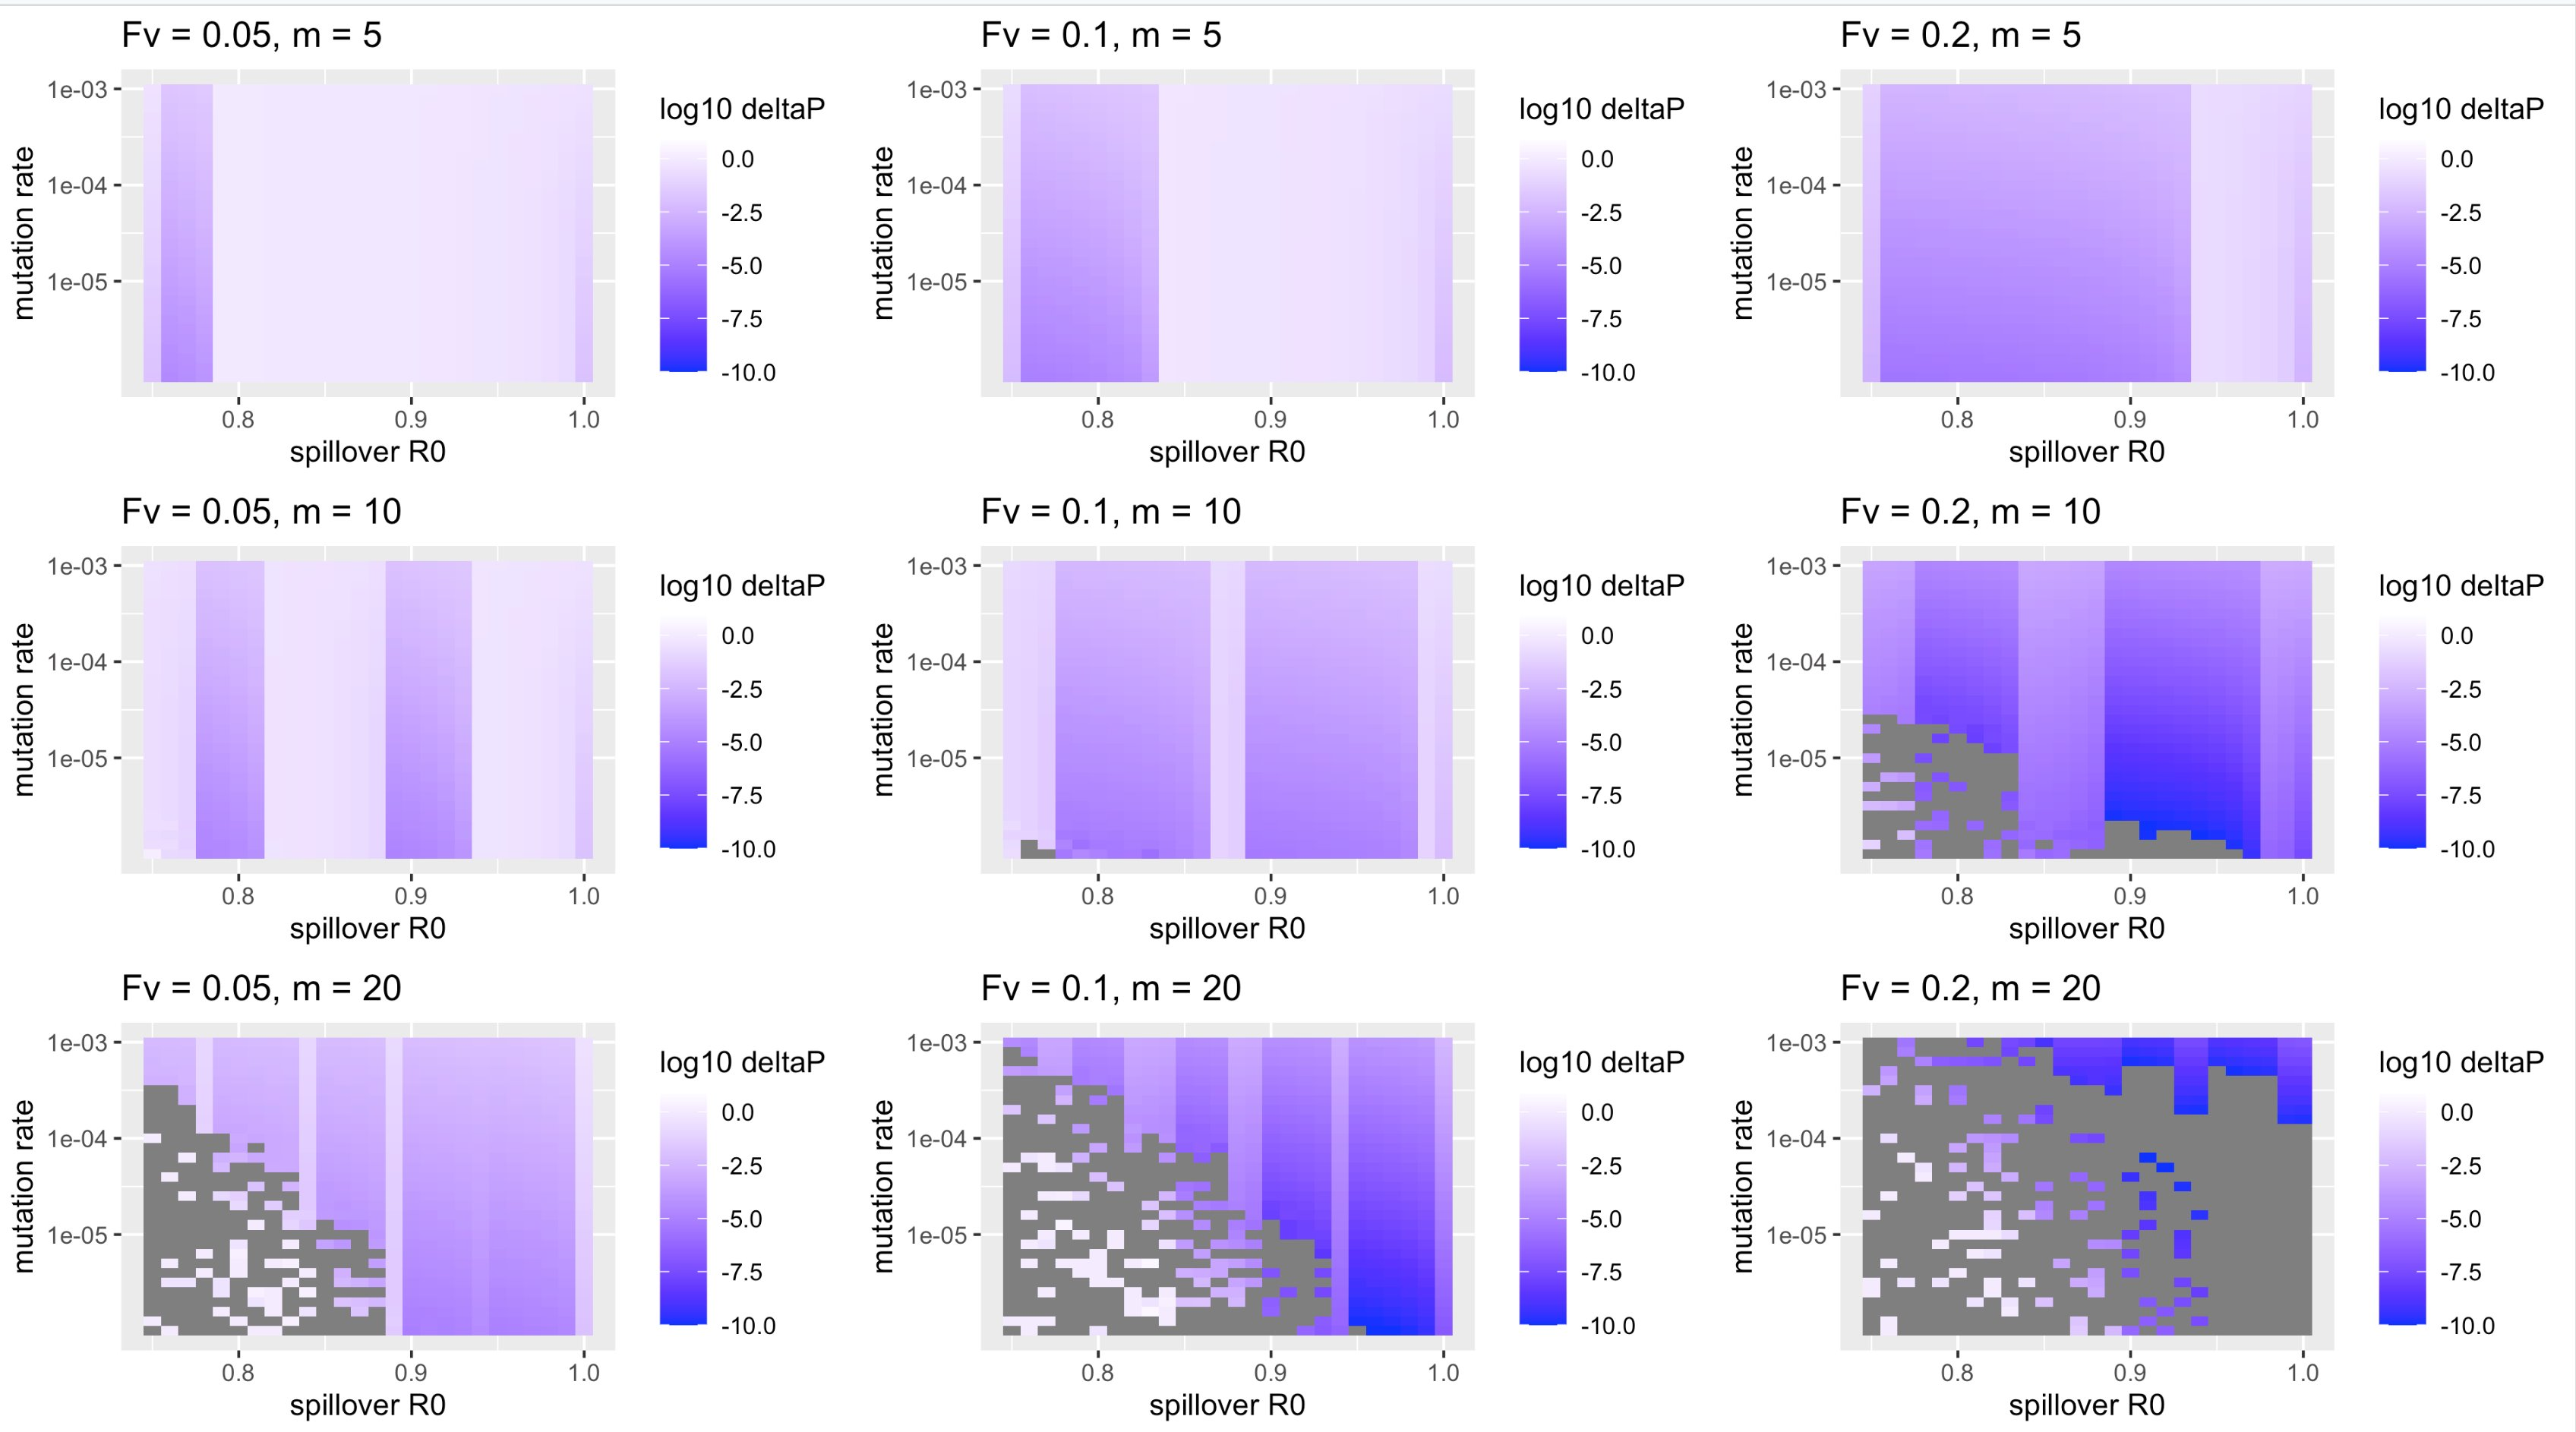 Fv = 0.05, m = 5
1e-03
1e-04
1e-05
mutation rate
0.8 0.9 1.0
spillover R0
log10 deltaP
0.0
-2.5
-5.0
-7.5
-10.0
Fv = 0.1, m = 5
1e-03
1e-04
1e-05
mutation rate
0.8 0.9 1.0
spillover R0
log10 deltaP
0.0
-2.5
-5.0
-7.5
-10.0
Fv = 0.2, m = 5
1e-03
1e-04
1e-05
mutation rate
0.8 0.9 1.0
spillover R0
log10 deltaP
0.0
-2.5
-5.0
-7.5
-10.0
Fv = 0.05, m = 10
1e-03
1e-04
1e-05
mutation rate
0.8 0.9 1.0
spillover R0
log10 deltaP
0.0
-2.5
-5.0
-7.5
-10.0
Fv = 0.1, m = 10
1e-03
1e-04
1e-05
mutation rate
0.8 0.9 1.0
spillover R0
log10 deltaP
0.0
-2.5
-5.0
-7.5
-10.0
Fv = 0.2, m = 10
1e-03
1e-04
1e-05
mutation rate
0.8 0.9 1.0
spillover R0
log10 deltaP
0.0
-2.5
-5.0
-7.5
-10.0
Fv = 0.05, m = 20
1e-03
1e-04
1e-05
mutation rate
0.8 0.9 1.0
spillover R0
log10 deltaP
0.0
-2.5
-5.0
-7.5
-10.0
Fv = 0.1, m = 20
1e-03
1e-04
1e-05
mutation rate
0.8 0.9 1.0
spillover R0
log10 deltaP
0.0
-2.5
-5.0
-7.5
-10.0
Fv = 0.2, m = 20
1e-03
1e-04
1e-05
mutation rate
0.8 0.9 1.0
spillover R0
log10 deltaP
0.0
-2.5
-5.0
-7.5
-10.0